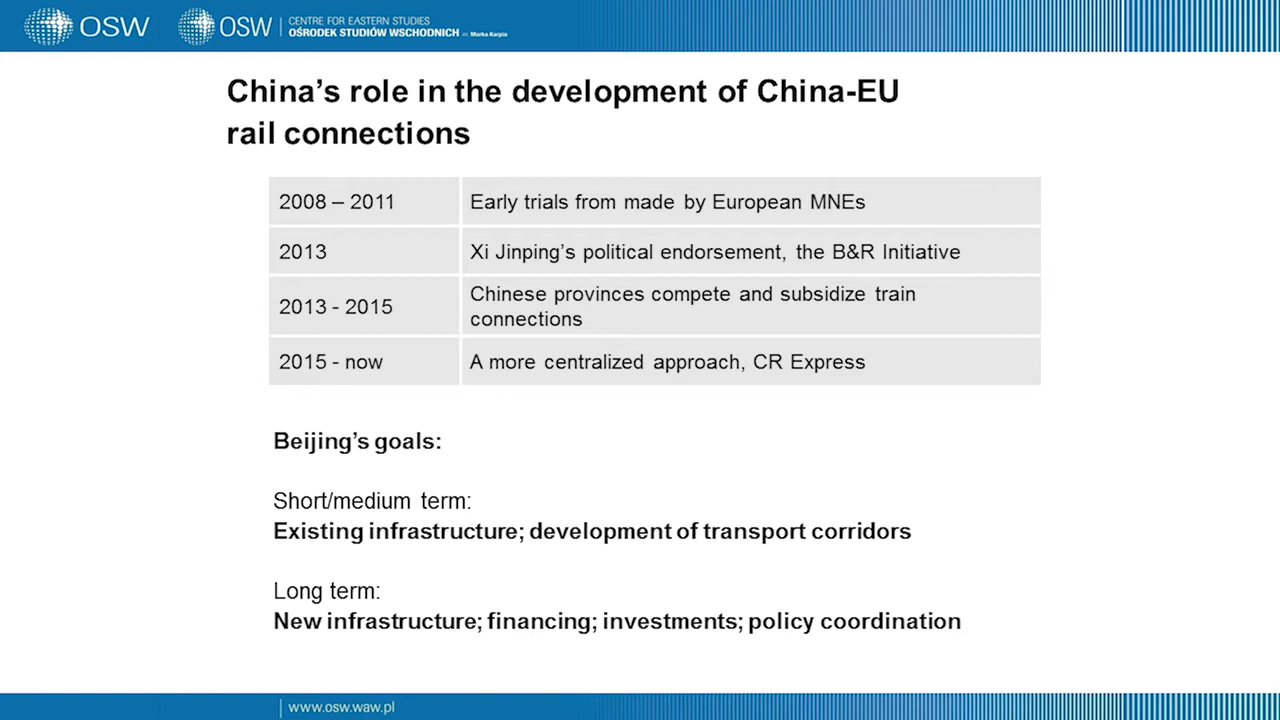 OSW
OSW
CENTRE FOR EASTERN STUDIES
OŚRODEK STUDIÓW WSCHODNICH im. Marka Karpia
China's role in the development of China-EU
rail connections
2008 – 2011
Early trials from made by European MNEs
2013
Xi Jinping's political endorsement, the B&R Initiative
2013 - 2015
Chinese provinces compete and subsidize train
connections
2015 - now
A more centralized approach, CR Express
Beijing's goals:
Short/medium term:
Existing infrastructure; development of transport corridors
Long term:
New infrastructure; financing; investments; policy coordination
www.osw.waw.pl